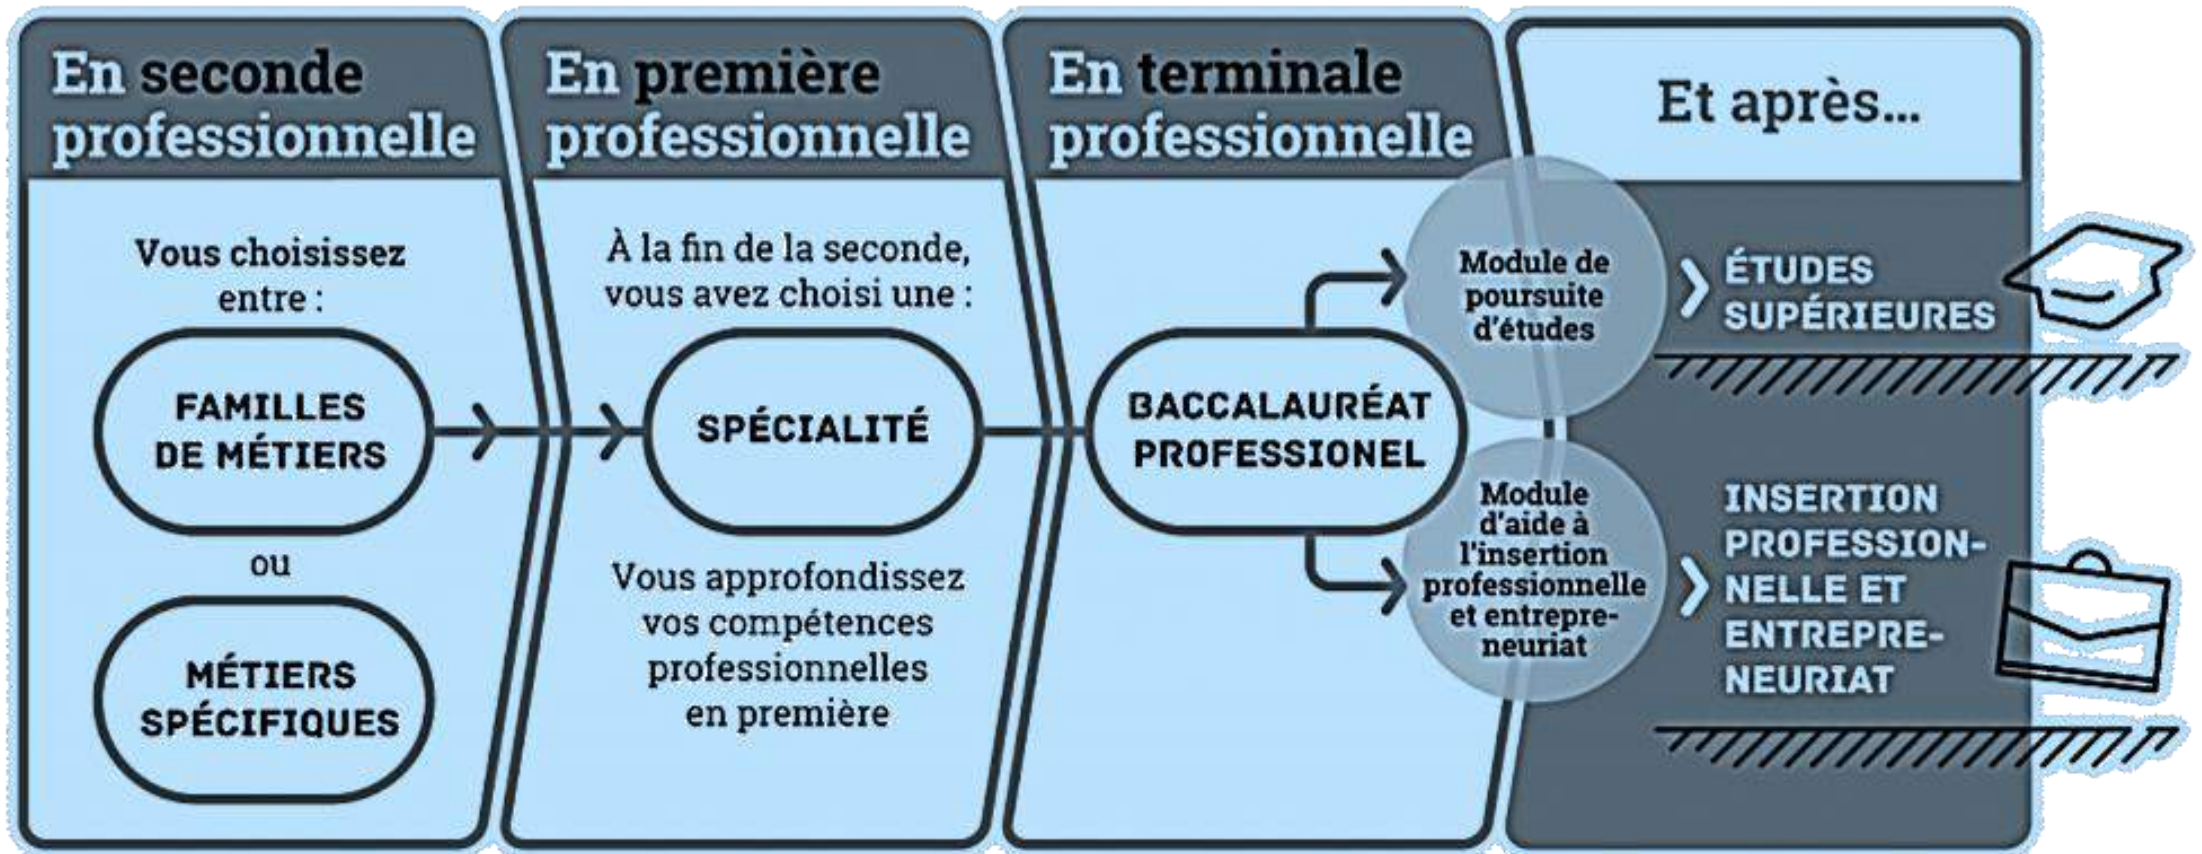 En seconde
professionnelle
Vous choisissez
entre :
FAMILLES
DE MÉTIERS
ou
MÉTIERS
SPÉCIFIQUES
En première
professionnelle
À la fin de la seconde,
vous avez choisi une :
SPÉCIALITÉ
Vous approfondissez
vos compétences
professionnelles
en première
En terminale
professionnelle
BACCALAURÉAT
PROFESSIONEL
Module de
poursuite
d'études
Module
d'aide à
l'insertion
professionnelle
et entrepre-
neuriat
Et après...
ÉTUDES
SUPÉRIEURES
INSERTION
PROFESSION-
NELLE ET
ENTREPRE-
NEURIAT